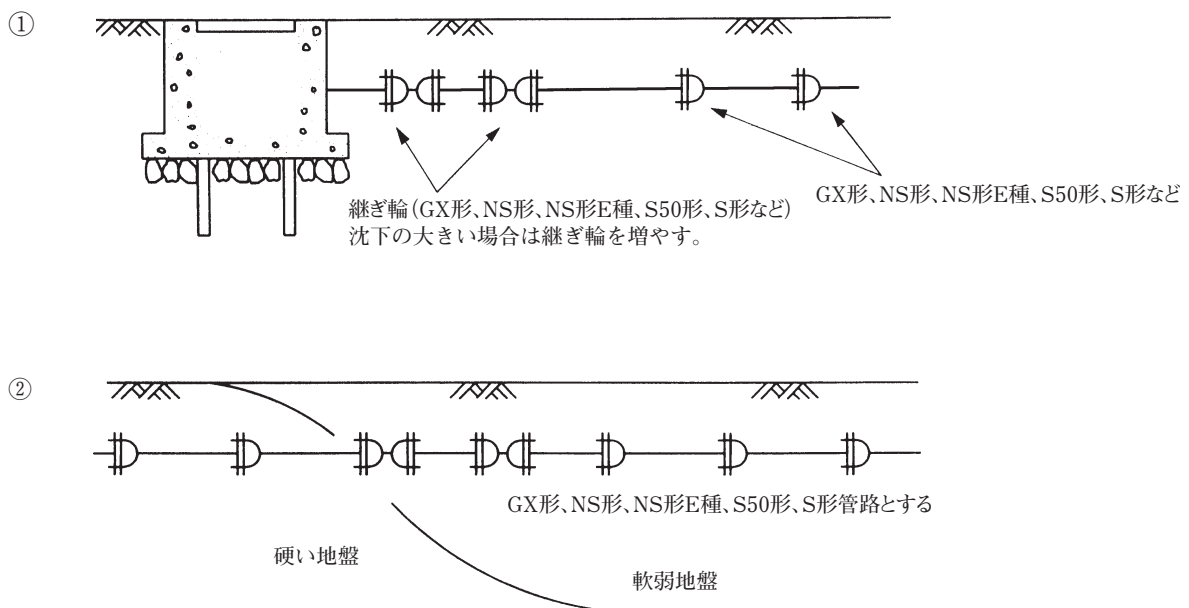 ①
継ぎ輪(GX形、NS形、NS形E種、S50形、S形など)
沈下の大きい場合は継ぎ輪を増やす。
GX形、NS形、NS形E種、S50形、S形など
②
GX形、NS形、NS形E種、S50形、S形管路とする
硬い地盤
軟弱地盤